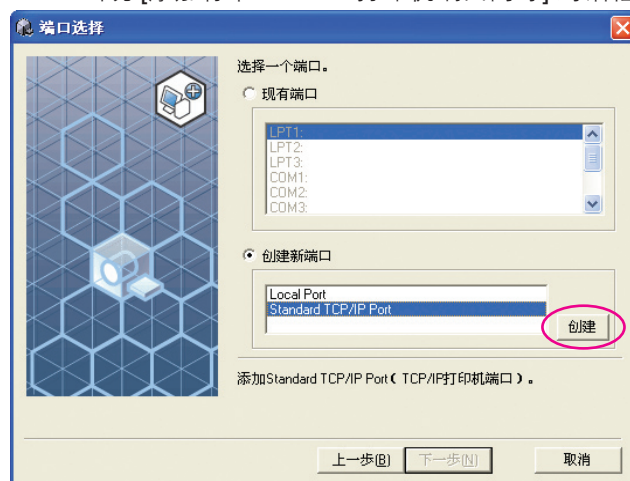 端口选择
选择一个端口。
现有端口
LPT1:
LPT2:
LPT3:
COM1:
COM2:
COM3:
创建新端口
Local Port
Standard TCP/IP Port
创建
添加Standard TCP/IP Port（TCP/IP打印机端口）。
上一步(B) 下一步(N) 取消